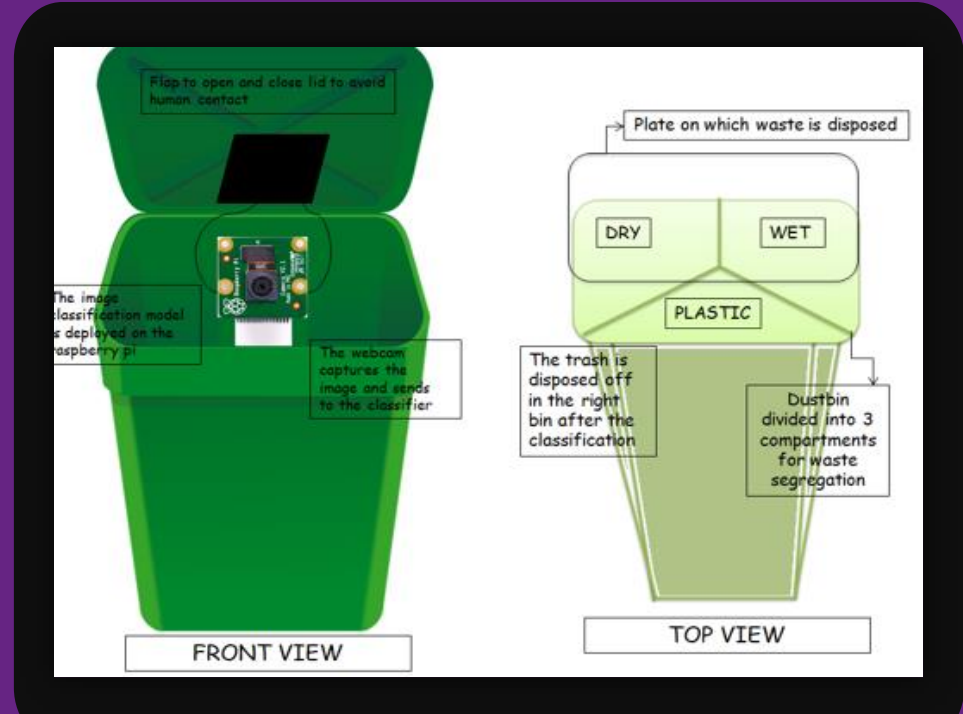 Flap to open and close lid to avoid
human contact
The image
classification model
is deployed on the
raspberry pi
The webcam
captures the
image and sends
to the classifier
FRONT VIEW
Plate on which waste is disposed
DRY
WET
PLASTIC
The trash is
disposed off
in the right
bin after the
classification
Dustbin
divided into 3
compartments
for waste
segregation
TOP VIEW